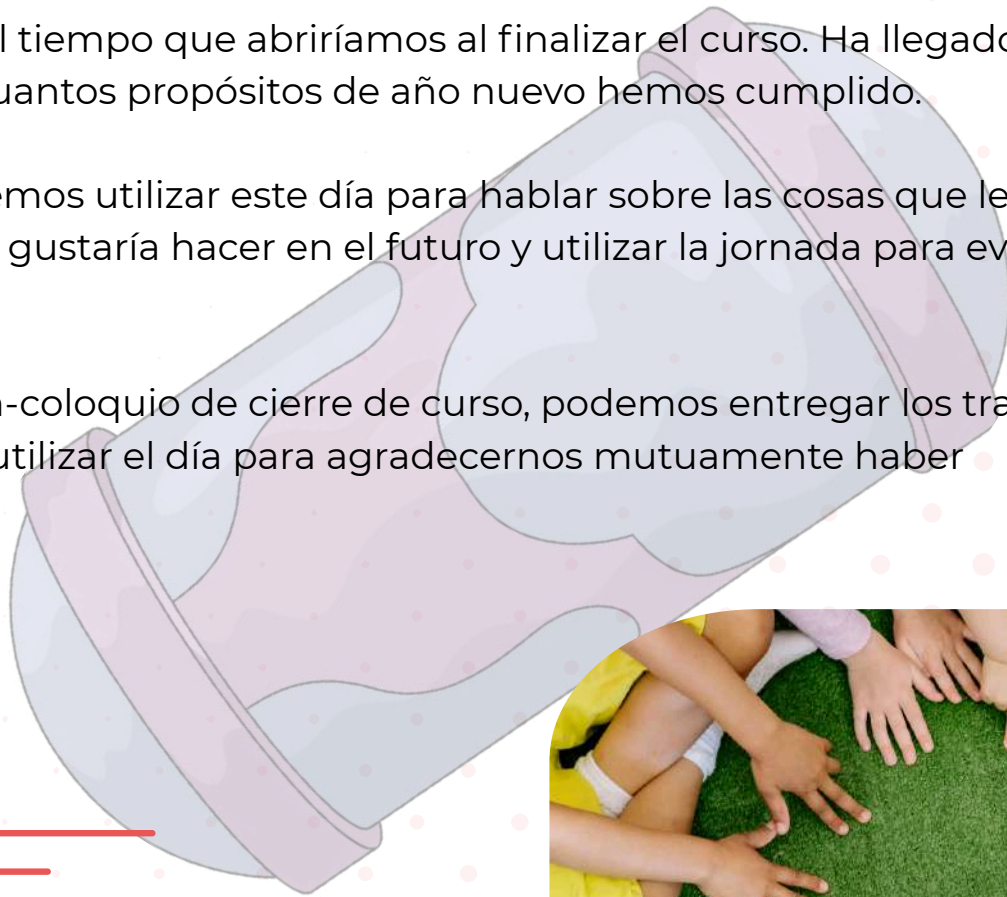 l tiempo que abriríamos al finalizar el curso. Ha llegado
uantos propósitos de año nuevo hemos cumplido.
emos utilizar este día para hablar sobre las cosas que le
gustaría hacer en el futuro y utilizar la jornada para ev
-coloquio de cierre de curso, podemos entregar los tra
utilizar el día para agradecernos mutuamente haber